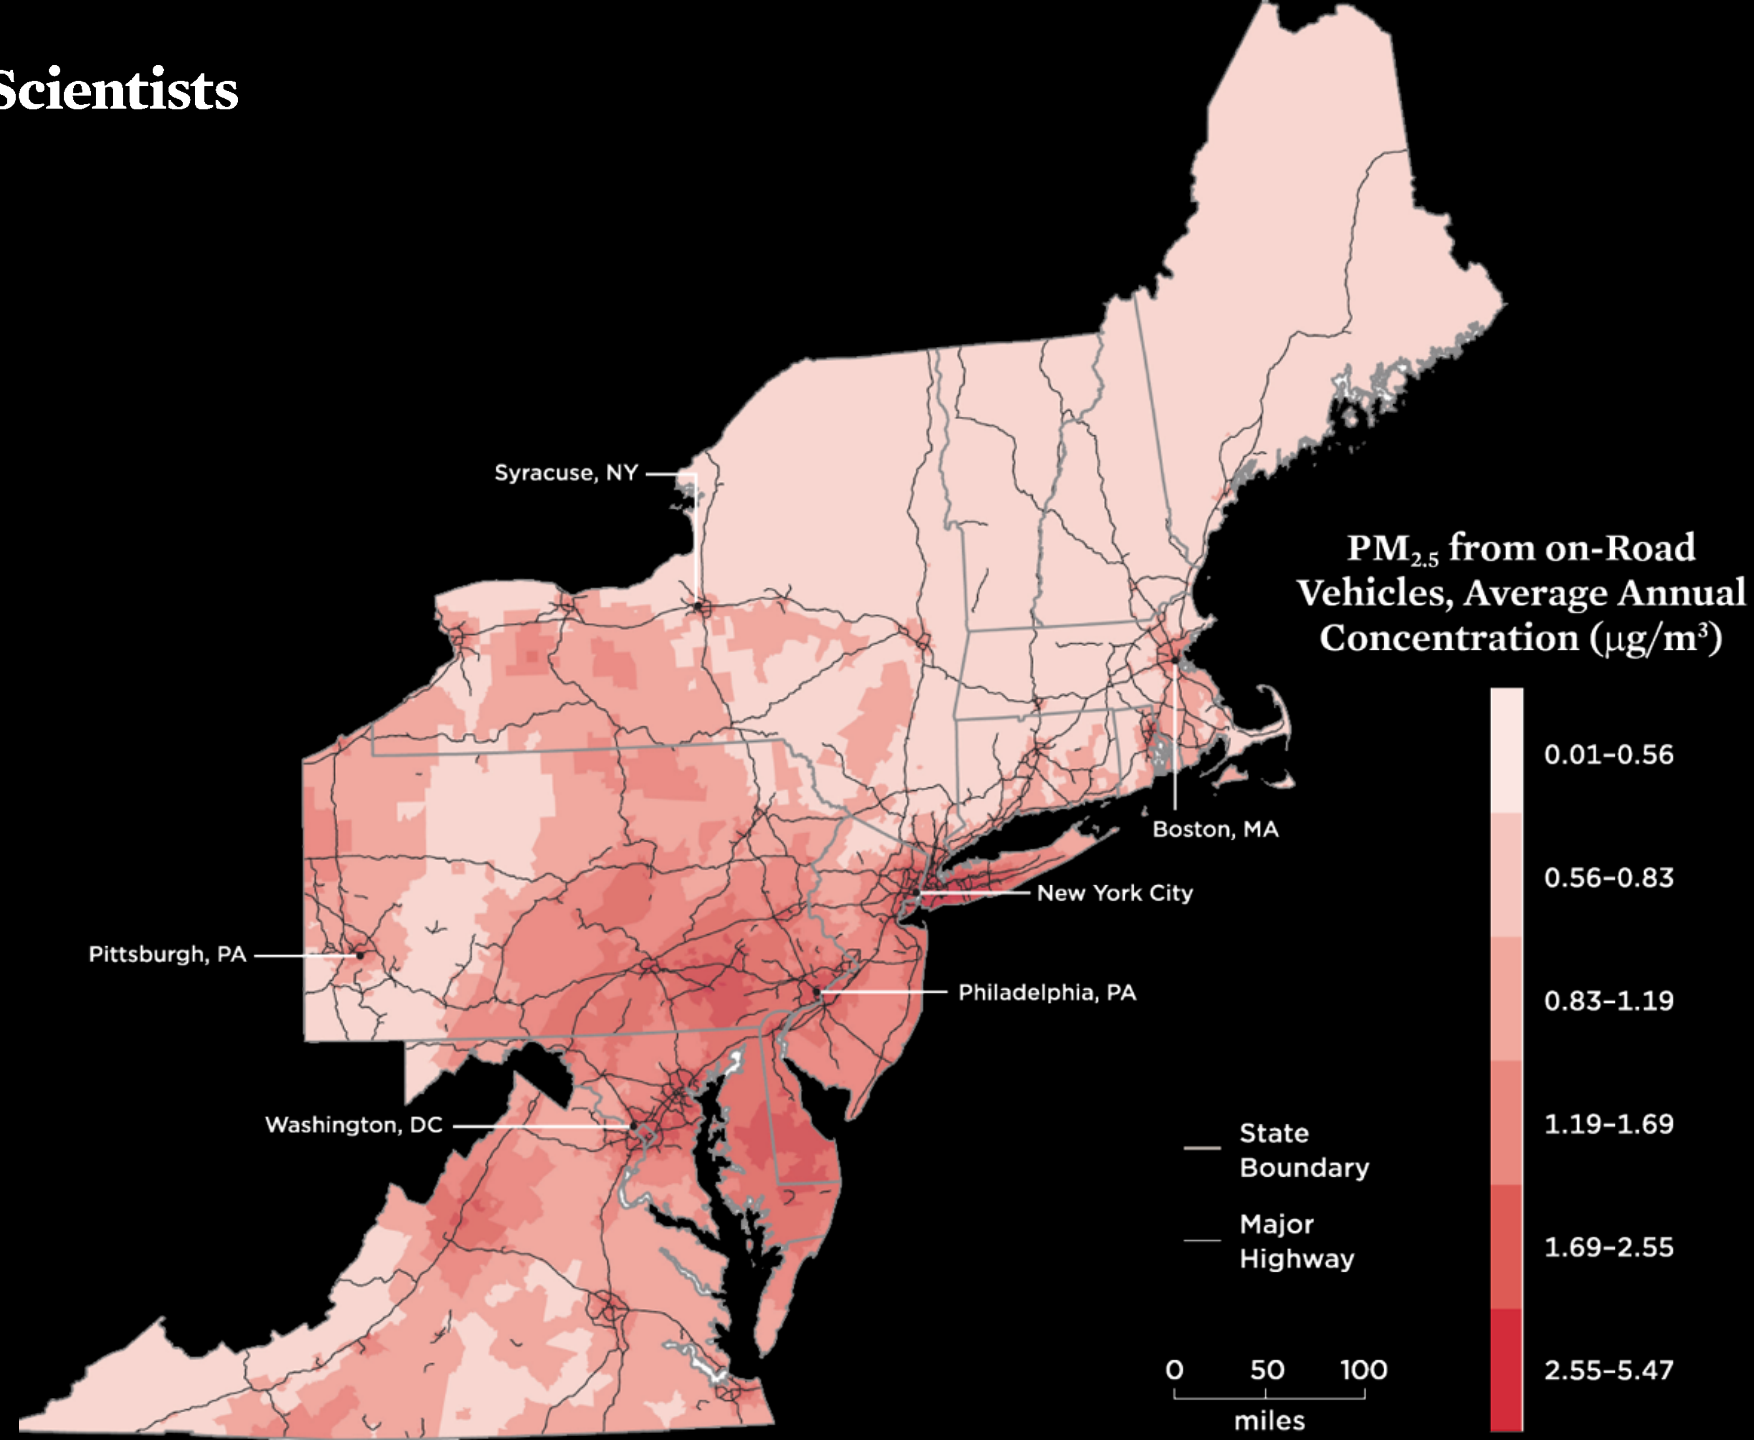 Scientists
Syracuse, NY
PM2.5 from on-Road
Vehicles, Average Annual
Concentration (μg/m³)
0.01–0.56
Boston, MA
0.56–0.83
New York City
Pittsburgh, PA
Philadelphia, PA
0.83–1.19
Washington, DC
1.19–1.69
State
Boundary
Major
Highway
1.69–2.55
0 50 100
miles
2.55–5.47